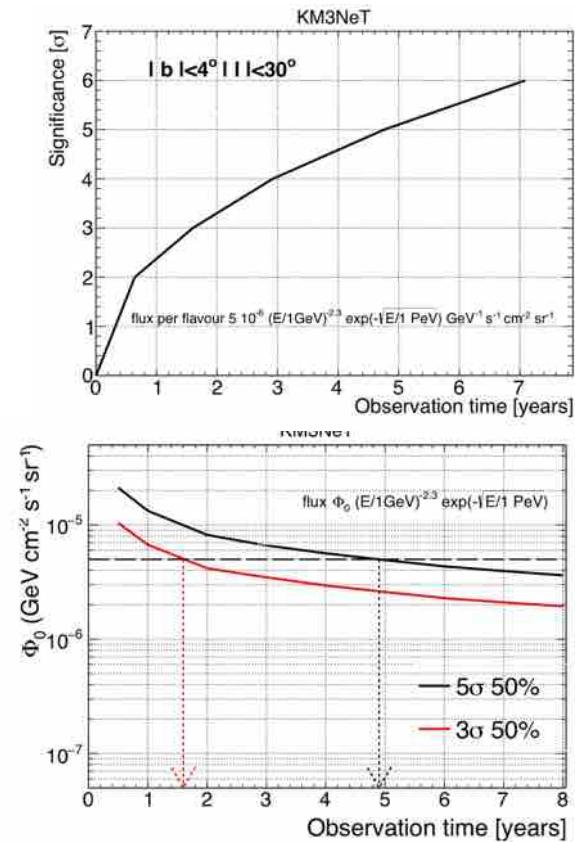 KM3NeT
Significance [σ]
7
6
5
4
3
2
1
0
| b |<4° | l |<30°
flux per flavour 5 10⁻⁶ (E/1GeV)⁻²·³ exp(-√E/1 PeV) GeV⁻¹ s⁻¹ cm⁻² sr⁻¹
0 1 2 3 4 5 6 7
Observation time [years]
KM3NeT
Φ₀ (GeV cm⁻² s⁻¹ sr⁻¹)
flux Φ₀ (E/1GeV)⁻²·³ exp(-√E/1 PeV)
10⁻⁵
10⁻⁶
10⁻⁷
5σ 50%
3σ 50%
0 1 2 3 4 5 6 7 8
Observation time [years]